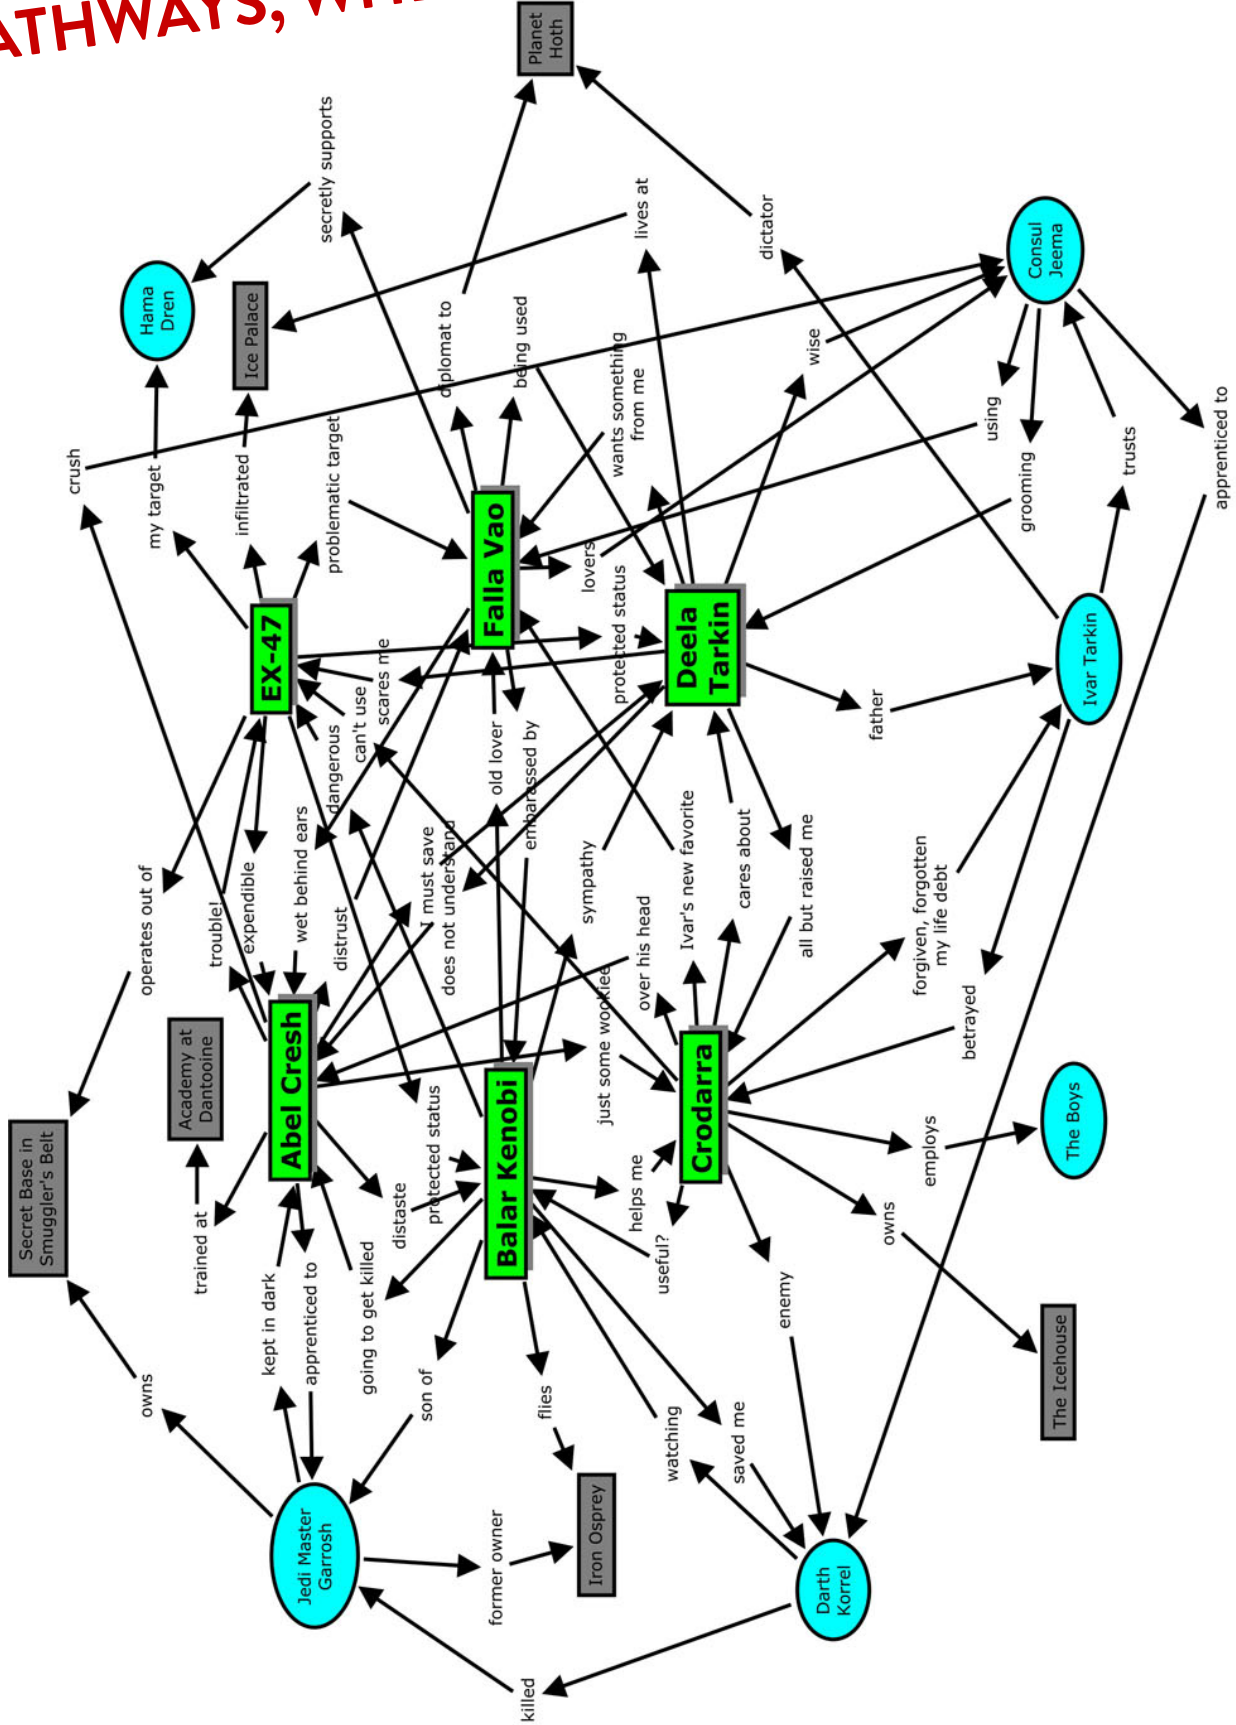 ATHWAYS, WHE
Planet
Hoth
secretly supports
lives at
dictator
Hama
Dren
Ice Palace
Consul
Jeema
diplomat to
being used
wants something
from me
wise
crush
my target
infiltrated
problematic target
using
grooming
trusts
apprenticed to
EX-47
Falla Vao
lovers
protected status
Deela
Tarkin
Ivar Tarkin
scares me
can't use
dangerous
father
old lover
embarassed by
operates out of
trouble!
expendible
wet behind ears
distrust
I must save
does not understand
sympathy
Ivar's new favorite
cares about
all but raised me
forgiven, forgotten
my life debt
over his head
just some wookiee
betrayed
Secret Base in
Smuggler's Belt
Academy at
Dantooine
Abel Cresh
Balar Kenobi
Crodarra
The Boys
employs
trained at
distaste
protected status
helps me
useful?
owns
kept in dark
apprenticed to
going to get killed
enemy
The Icehouse
owns
son of
flies
watching
saved me
Jedi Master
Garrosh
former owner
Iron Osprey
Darth
Korrel
killed